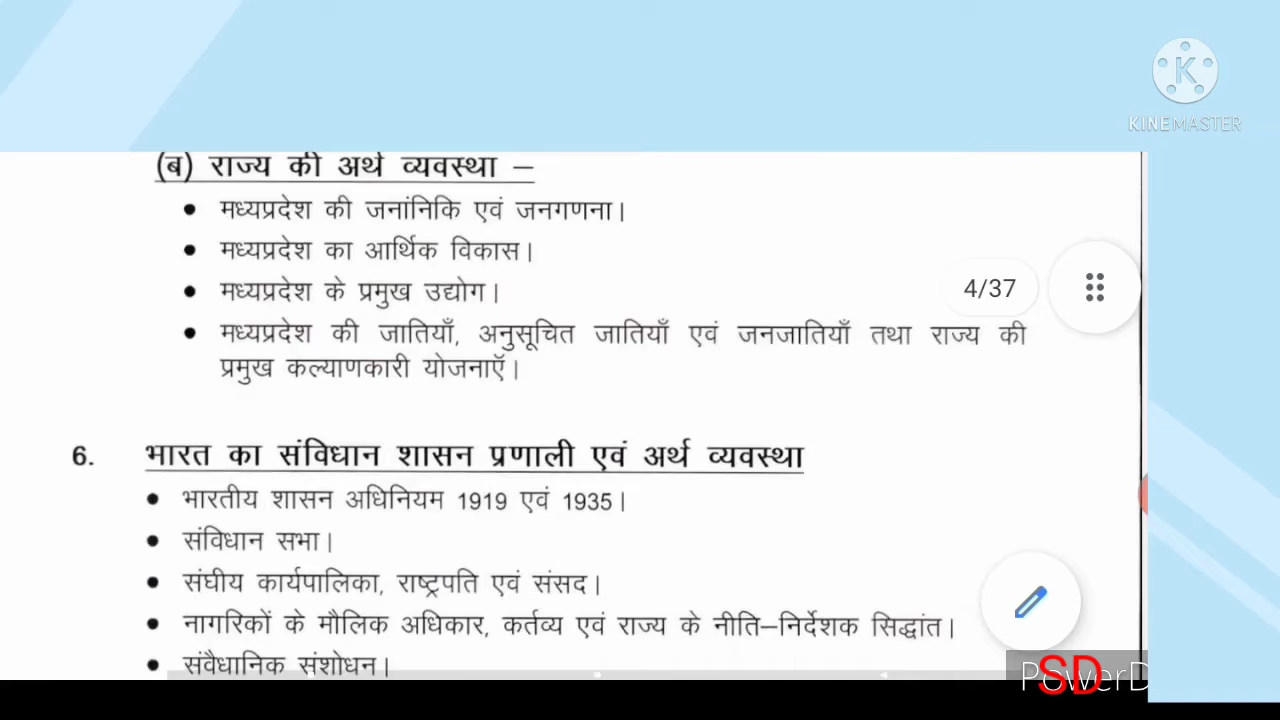 KINEMASTER
(ब) राज्य की अर्थ व्यवस्था –
• मध्यप्रदेश की जनांनिकि एवं जनगणना।
• मध्यप्रदेश का आर्थिक विकास।
• मध्यप्रदेश के प्रमुख उद्योग।
4/37
• मध्यप्रदेश की जातियाँ, अनुसूचित जातियाँ एवं जनजातियाँ तथा राज्य की
प्रमुख कल्याणकारी योजनाऍं।
6. भारत का संविधान शासन प्रणाली एवं अर्थ व्यवस्था
• भारतीय शासन अधिनियम 1919 एवं 1935।
• संविधान सभा।
• संघीय कार्यपालिका, राष्ट्रपति एवं संसद।
• नागरिकों के मौलिक अधिकार, कर्तव्य एवं राज्य के नीति–निर्देशक सिद्धांत।
• संवैधानिक संशोधन।
SD